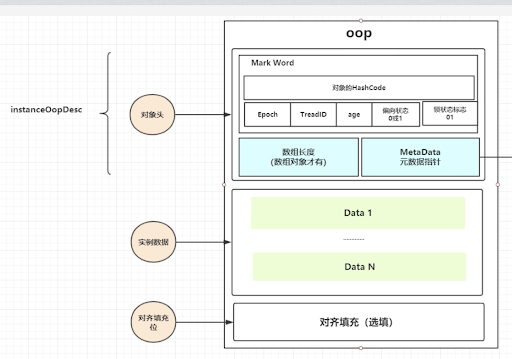 oop
Mark Word
对象的HashCode
instanceOopDesc
对象头
Epoch
TreadID
age
偏向状态
0或1
锁状态标志
01
数组长度
(数组对象才有)
MetaData
元数据指针
Data 1
............
实例数据
Data N
对齐填充
位
对齐填充（选填）